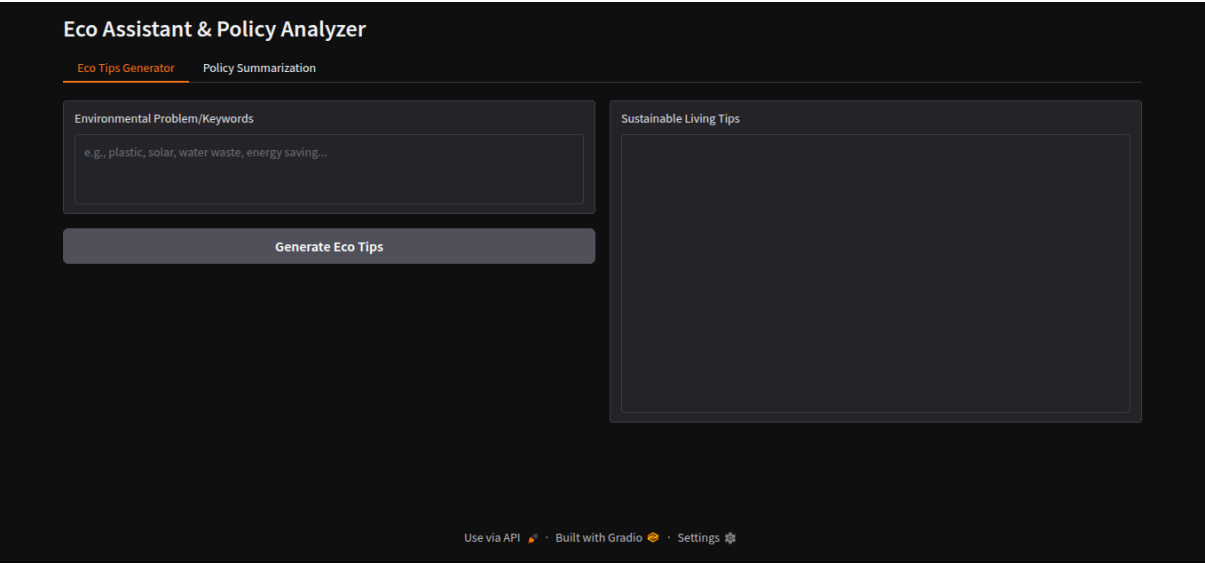 Eco Assistant & Policy Analyzer
Eco Tips Generator Policy Summarization
Environmental Problem/Keywords
e.g., plastic, solar, water waste, energy saving...
Generate Eco Tips
Sustainable Living Tips
Use via API 🚀 · Built with Gradio · Settings ⚙️